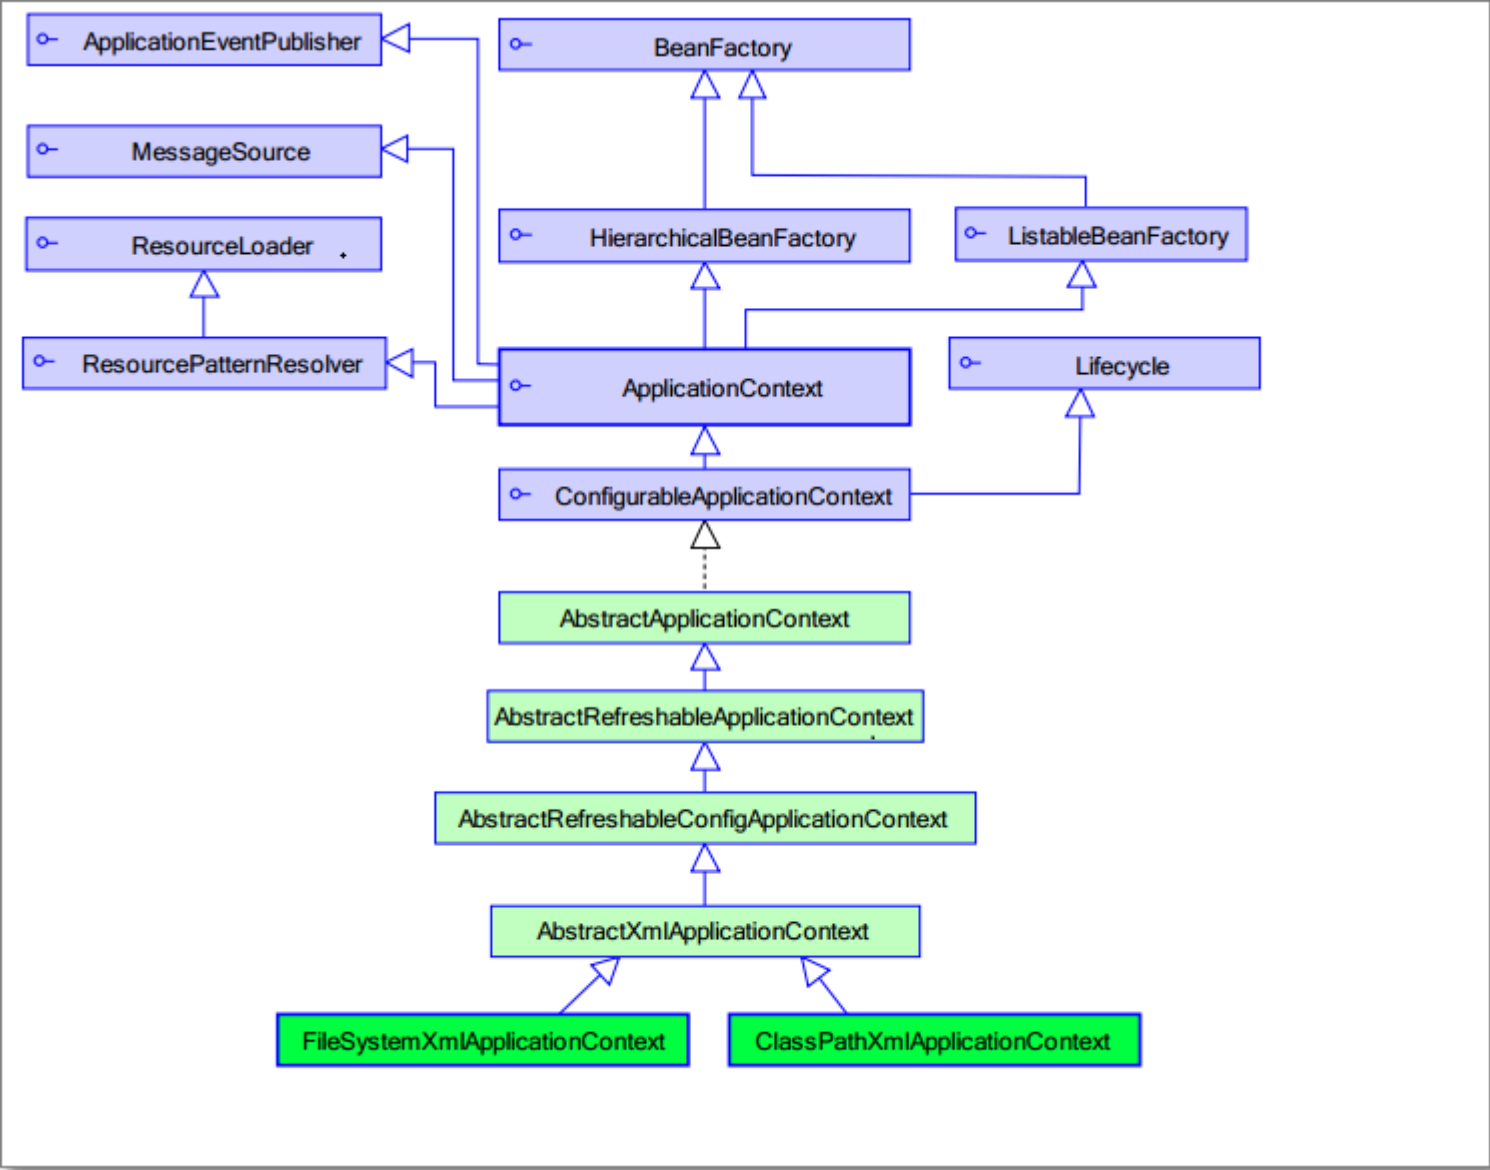 ApplicationEventPublisher
BeanFactory
MessageSource
ResourceLoader
HierarchicalBeanFactory
ListableBeanFactory
ResourcePatternResolver
ApplicationContext
Lifecycle
ConfigurableApplicationContext
AbstractApplicationContext
AbstractRefreshableApplicationContext
AbstractRefreshableConfigApplicationContext
AbstractXmlApplicationContext
FileSystemXmlApplicationContext
ClassPathXmlApplicationContext